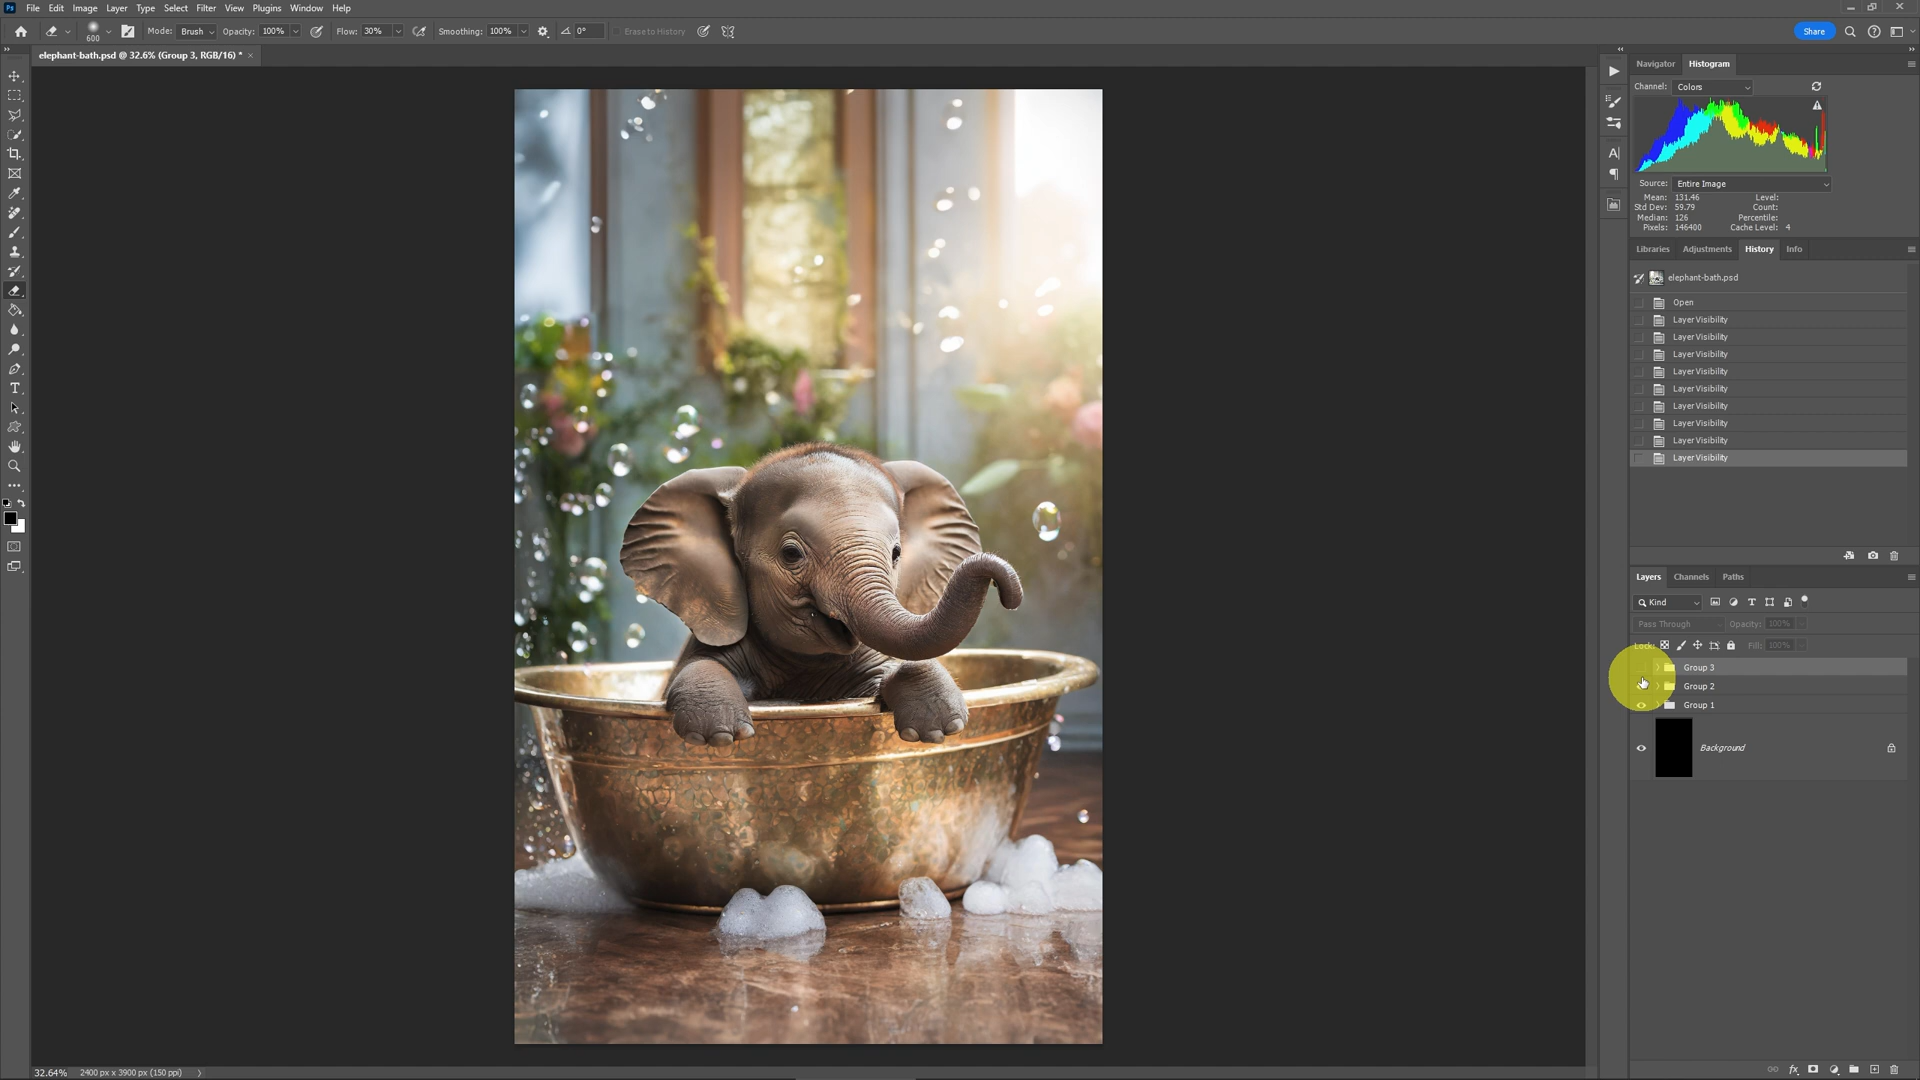 Ps File Edit Image Layer Type Select Filter View Plugins Window Help
600 Mode: Brush Opacity: 100% Flow: 30% Smoothing: 100% 0° Erase to History Share
elephant-bath.psd @ 32.6% (Group 3, RGB/16) *
Navigator Histogram
Channel: Colors
Source: Entire Image
Mean: 131.46 Level:
Std Dev: 59.79 Count:
Median: 126 Percentile:
Pixels: 146400 Cache Level: 4
Libraries Adjustments History Info
elephant-bath.psd
Open
Layer Visibility
Layer Visibility
Layer Visibility
Layer Visibility
Layer Visibility
Layer Visibility
Layer Visibility
Layer Visibility
Layer Visibility
Layers Channels Paths
Kind
Pass Through Opacity: 100%
Lock: Fill: 100%
Group 3
Group 2
Group 1
Background
32.64% 2400 px x 3900 px (150 ppi)